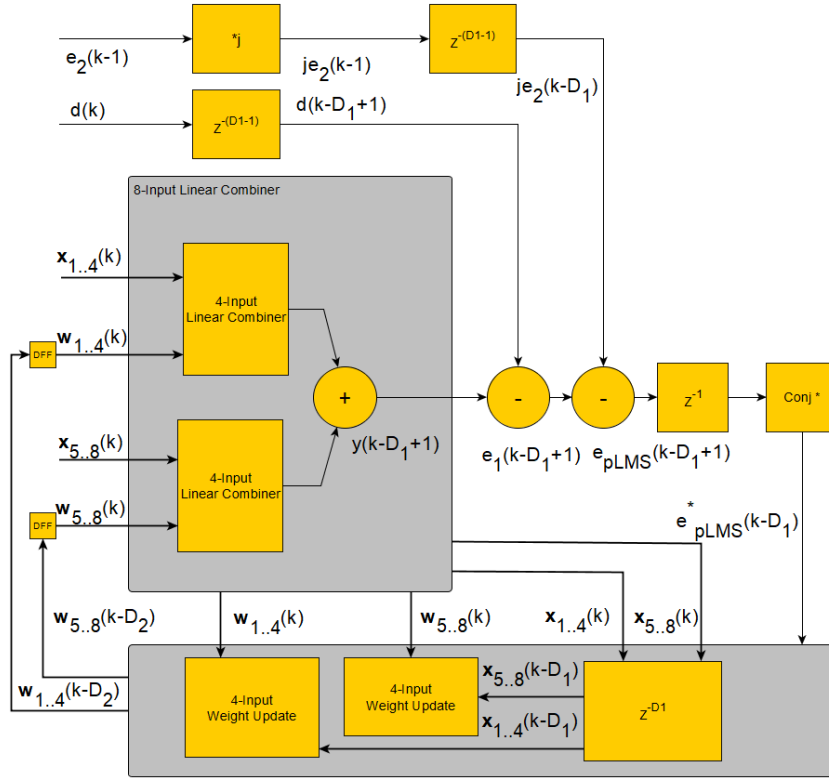 *j
z-(D1-1)
e2(k-1)
je2(k-1)
je2(k-D1)
d(k)
z-(D1-1)
d(k-D1+1)
8-Input Linear Combiner
x1..4(k)
4-Input
Linear Combiner
w1..4(k)
DFF
+
-
-
z-1
Conj *
x5..8(k)
y(k-D1+1)
e1(k-D1+1)
epLMS(k-D1+1)
4-Input
Linear Combiner
w5..8(k)
DFF
e*pLMS(k-D1)
w5..8(k-D2)
w1..4(k)
w5..8(k)
x1..4(k)
x5..8(k)
w1..4(k-D2)
4-Input
Weight Update
4-Input
Weight Update
x5..8(k-D1)
x1..4(k-D1)
z-D1